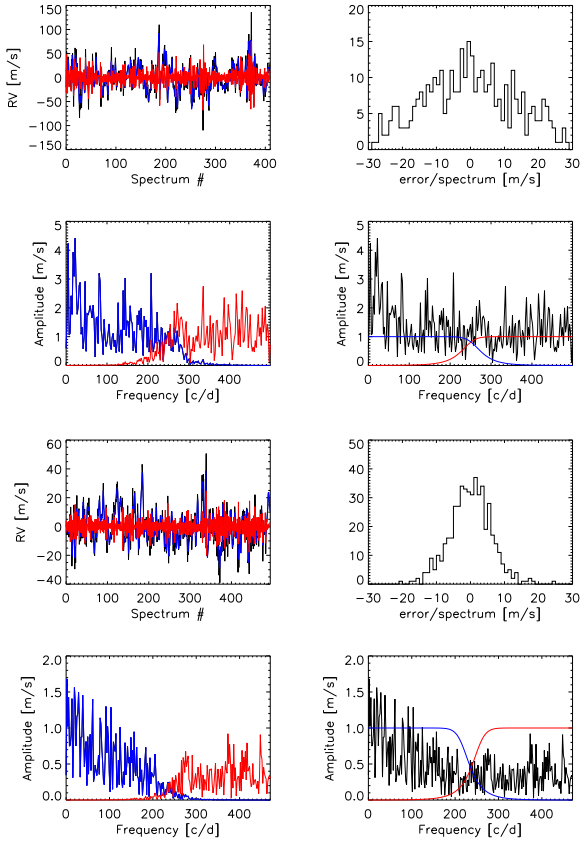 RV [m/s]
150
100
50
0
−50
−100
−150
0 100 200 300 400
Spectrum #
20
15
10
5
0
−30 −20 −10 0 10 20 30
error/spectrum [m/s]
Amplitude [m/s]
5
4
3
2
1
0
0 100 200 300 400
Frequency [c/d]
Amplitude [m/s]
5
4
3
2
1
0
0 100 200 300 400
Frequency [c/d]
RV [m/s]
60
40
20
0
−20
−40
0 100 200 300 400
Spectrum #
50
40
30
20
10
0
−30 −20 −10 0 10 20 30
error/spectrum [m/s]
Amplitude [m/s]
2.0
1.5
1.0
0.5
0.0
0 100 200 300 400
Frequency [c/d]
Amplitude [m/s]
2.0
1.5
1.0
0.5
0.0
0 100 200 300 400
Frequency [c/d]